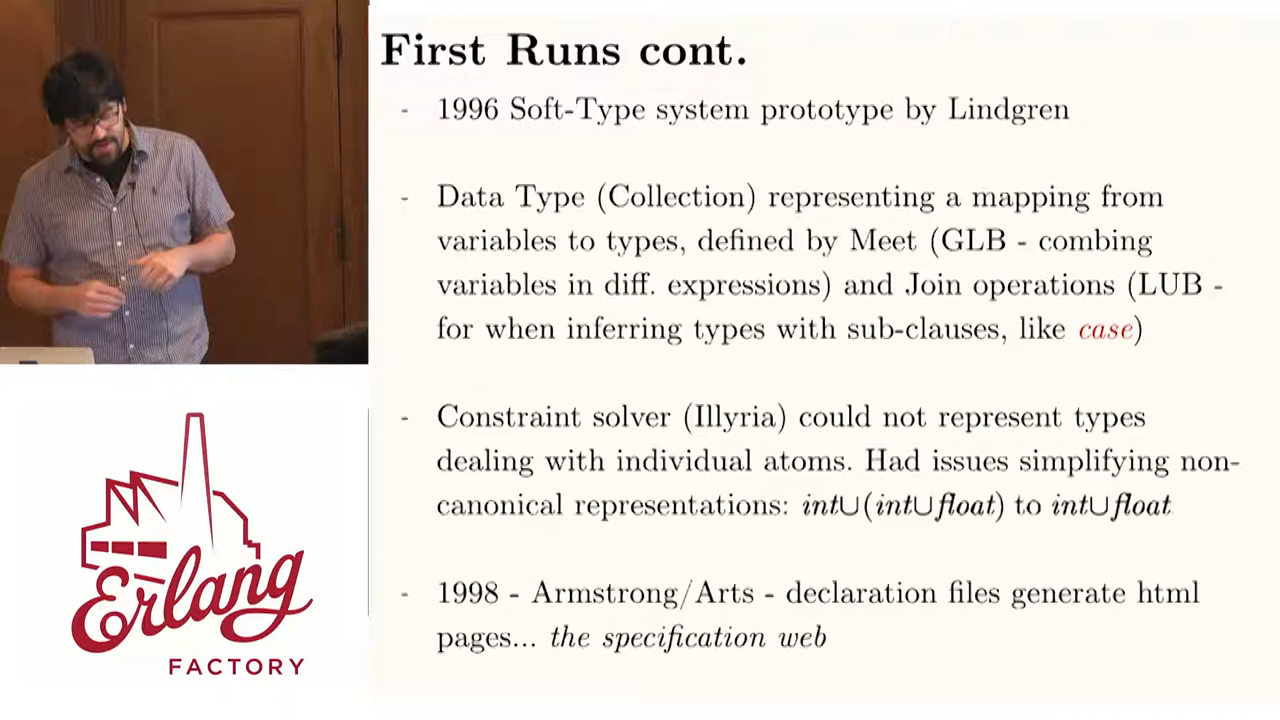 First Runs cont.
- 1996 Soft-Type system prototype by Lindgren
- Data Type (Collection) representing a mapping from
variables to types, defined by Meet (GLB - combing
variables in diff. expressions) and Join operations (LUB -
for when inferring types with sub-clauses, like case)
- Constraint solver (Illyria) could not represent types
dealing with individual atoms. Had issues simplifying non-
canonical representations: int∪(int∪float) to int∪float
- 1998 - Armstrong/Arts - declaration files generate html
pages... the specification web
Erlang
FACTORY